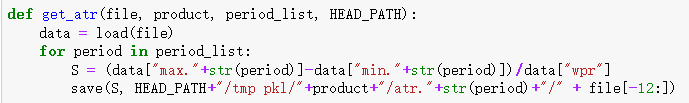 def get_atr(file, product, period_list, HEAD_PATH):
    data = load(file)
    for period in period_list:
        S = (data["max."+str(period)]-data["min."+str(period)])/data["wpr"]
        save(S, HEAD_PATH+"/tmp pkl/"+product+"/atr."+str(period)+"/" + file[-12:])